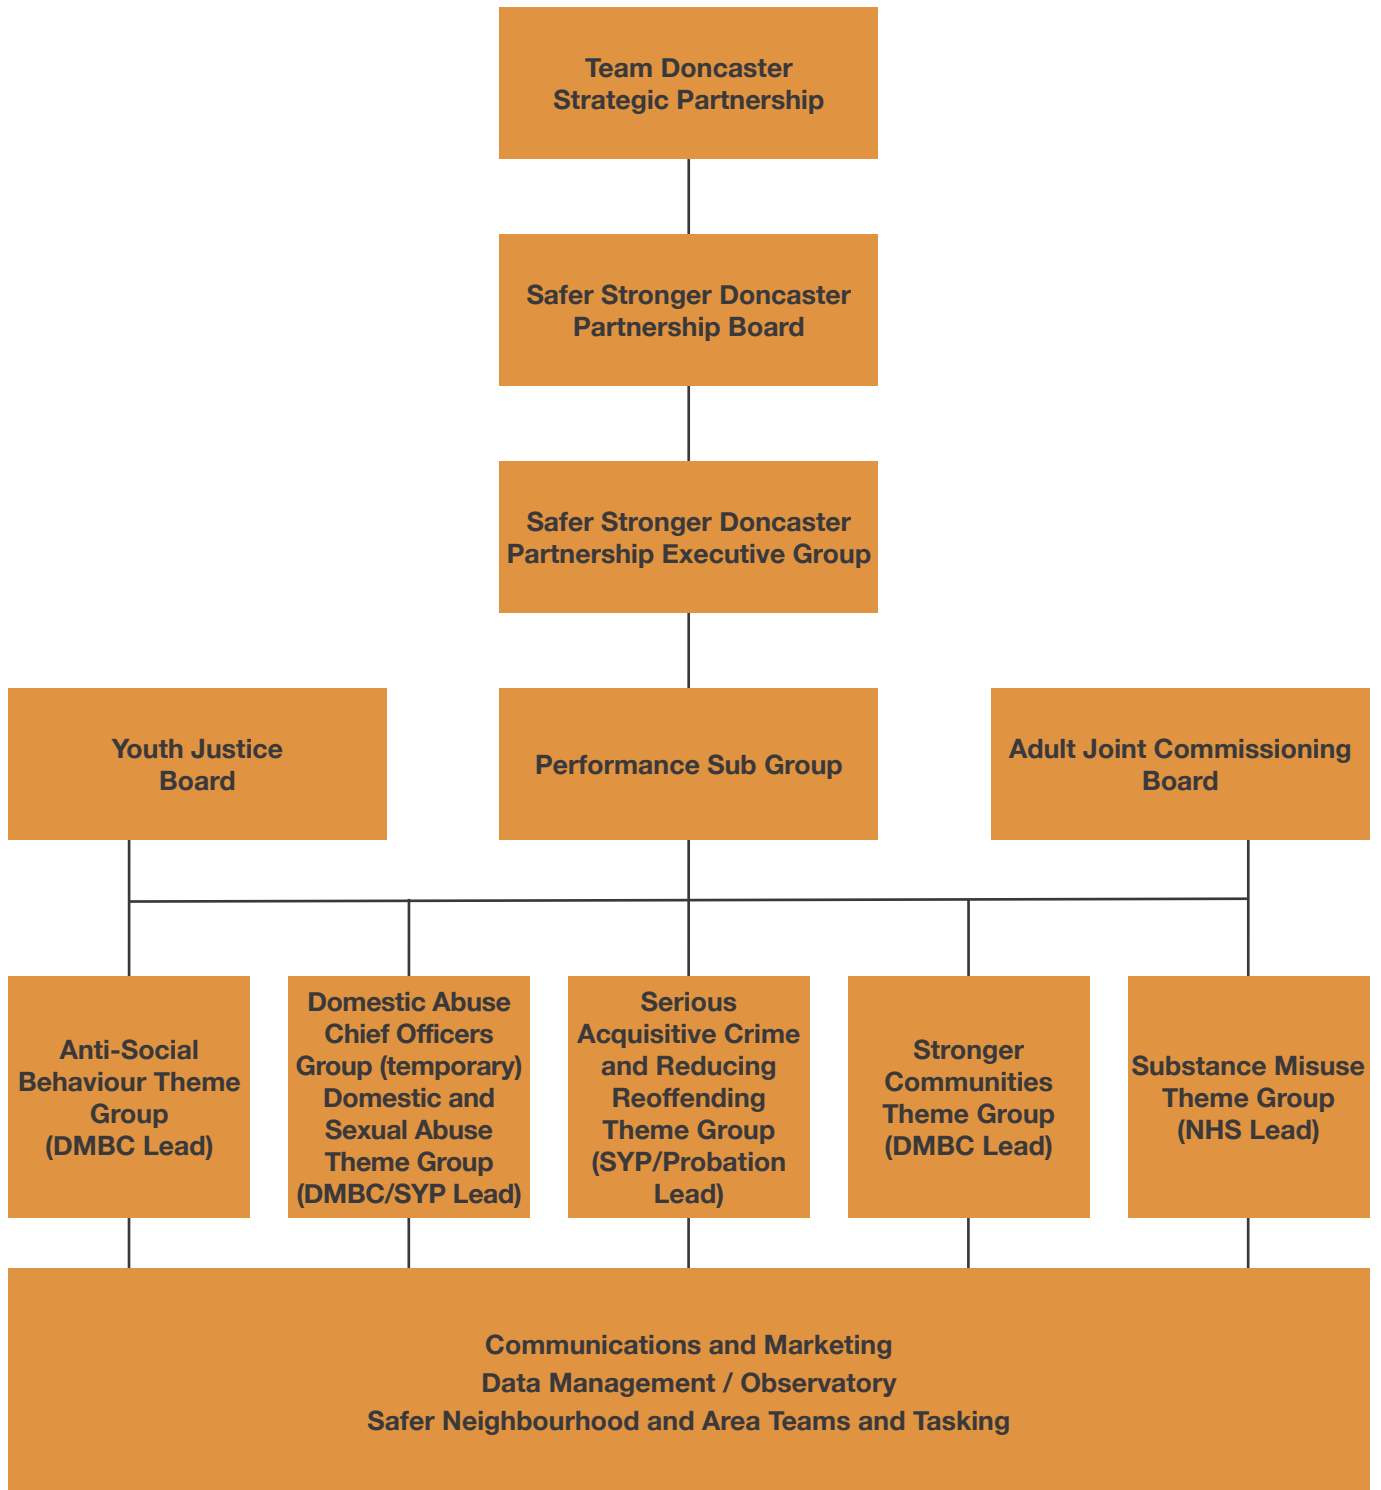 Team Doncaster
Strategic Partnership
Safer Stronger Doncaster
Partnership Board
Safer Stronger Doncaster
Partnership Executive Group
Youth Justice
Board
Performance Sub Group
Adult Joint Commissioning
Board
Anti-Social
Behaviour Theme
Group
(DMBC Lead)
Domestic Abuse
Chief Officers
Group (temporary)
Domestic and
Sexual Abuse
Theme Group
(DMBC/SYP Lead)
Serious
Acquisitive Crime
and Reducing
Reoffending
Theme Group
(SYP/Probation
Lead)
Stronger
Communities
Theme Group
(DMBC Lead)
Substance Misuse
Theme Group
(NHS Lead)
Communications and Marketing
Data Management / Observatory
Safer Neighbourhood and Area Teams and Tasking